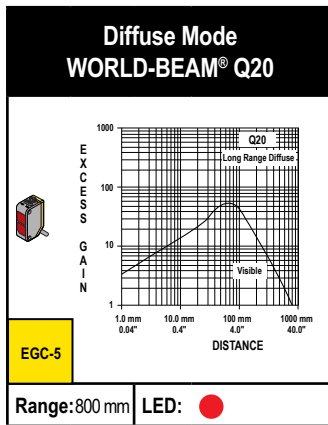 Diffuse Mode
WORLD-BEAM® Q20
EXCESS GAIN
1000
100
10
1
Q20
Long Range Diffuse
Visible
1.0 mm 10.0 mm 100 mm 1000 mm
0.04" 0.4" 4.0" 40.0"
DISTANCE
EGC-5
Range: 800 mm LED: